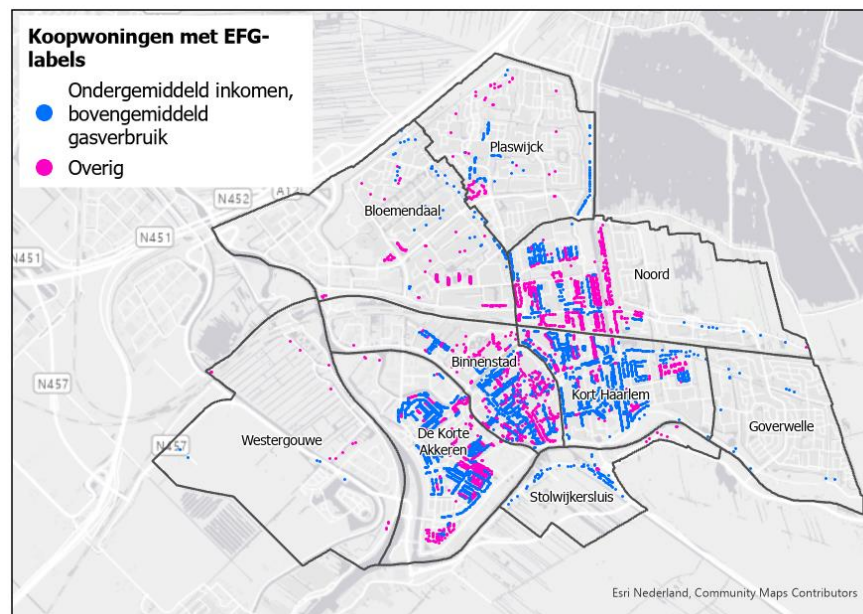 Koopwoningen met EFG-
labels
Ondergemiddeld inkomen,
bovengemiddeld
gasverbruik
Overig
Plaswijck
N452
A12
Bloemendaal
N451
N451
Noord
Binnenstad
N457
Kort Haarlem
Goverwelle
Westergouwe
De Korte
Akkeren
N457
Stolwijkersluis
Esri Nederland, Community Maps Contributors